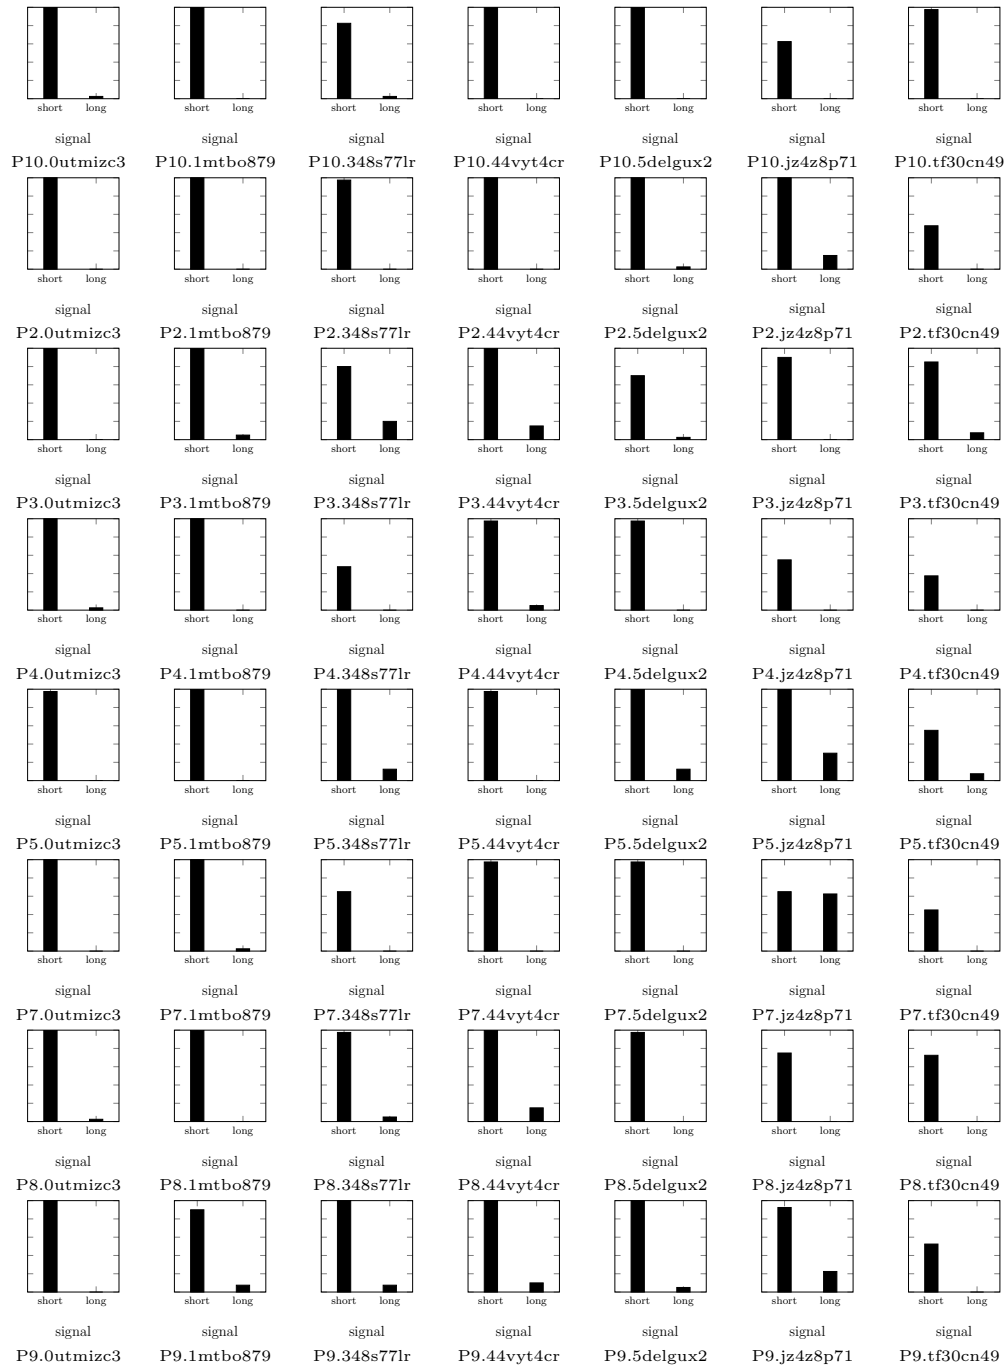 short long short long short long short long short long short long short long
signal signal signal signal signal signal signal
P10.0utmizc3 P10.1mtbo879 P10.348s77lr P10.44vyt4cr P10.5delgux2 P10.jz4z8p71 P10.tf30cn49
short long short long short long short long short long short long short long
signal signal signal signal signal signal signal
P2.0utmizc3 P2.1mtbo879 P2.348s77lr P2.44vyt4cr P2.5delgux2 P2.jz4z8p71 P2.tf30cn49
short long short long short long short long short long short long short long
signal signal signal signal signal signal signal
P3.0utmizc3 P3.1mtbo879 P3.348s77lr P3.44vyt4cr P3.5delgux2 P3.jz4z8p71 P3.tf30cn49
short long short long short long short long short long short long short long
signal signal signal signal signal signal signal
P4.0utmizc3 P4.1mtbo879 P4.348s77lr P4.44vyt4cr P4.5delgux2 P4.jz4z8p71 P4.tf30cn49
short long short long short long short long short long short long short long
signal signal signal signal signal signal signal
P5.0utmizc3 P5.1mtbo879 P5.348s77lr P5.44vyt4cr P5.5delgux2 P5.jz4z8p71 P5.tf30cn49
short long short long short long short long short long short long short long
signal signal signal signal signal signal signal
P7.0utmizc3 P7.1mtbo879 P7.348s77lr P7.44vyt4cr P7.5delgux2 P7.jz4z8p71 P7.tf30cn49
short long short long short long short long short long short long short long
signal signal signal signal signal signal signal
P8.0utmizc3 P8.1mtbo879 P8.348s77lr P8.44vyt4cr P8.5delgux2 P8.jz4z8p71 P8.tf30cn49
short long short long short long short long short long short long short long
signal signal signal signal signal signal signal
P9.0utmizc3 P9.1mtbo879 P9.348s77lr P9.44vyt4cr P9.5delgux2 P9.jz4z8p71 P9.tf30cn49